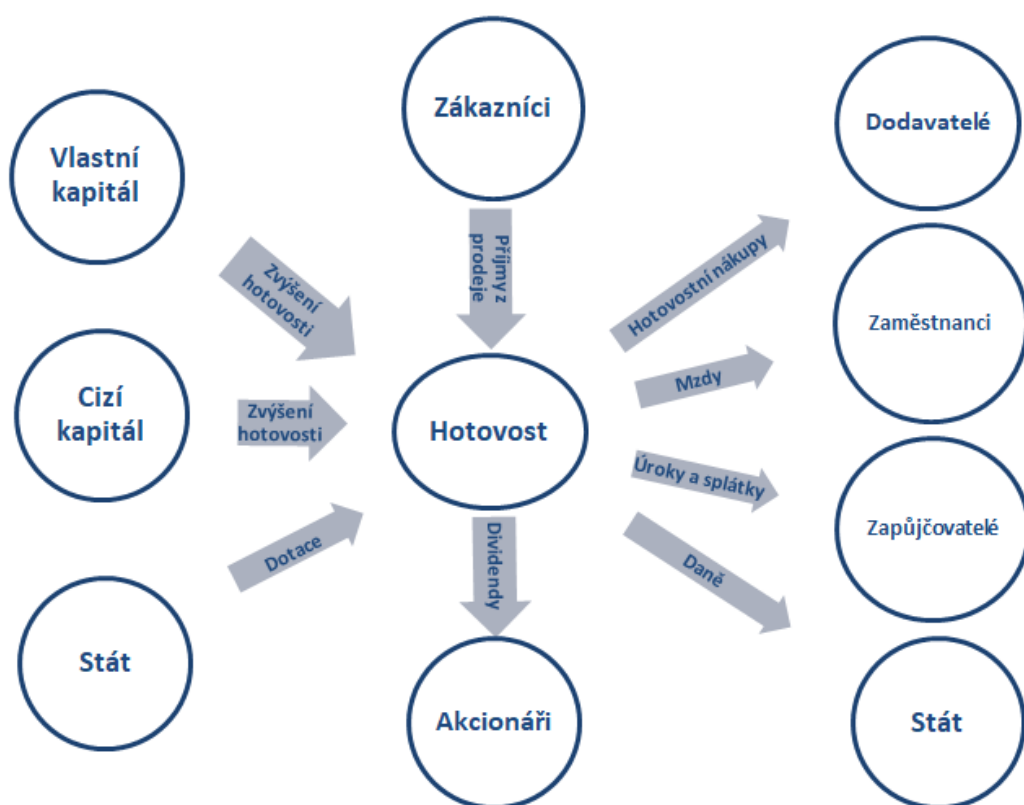 Zákazníci
Dodavatelé
Vlastní
kapitál
Zvýšení
hotovosti
Příjmy z
prodeje
Hotovostní nákupy
Zaměstnanci
Mzdy
Cizí
kapitál
Zvýšení
hotovosti
Hotovost
Úroky a splátky
Zapůjčovatelé
Dotace
Dividendy
Daně
Stát
Akcionáři
Stát